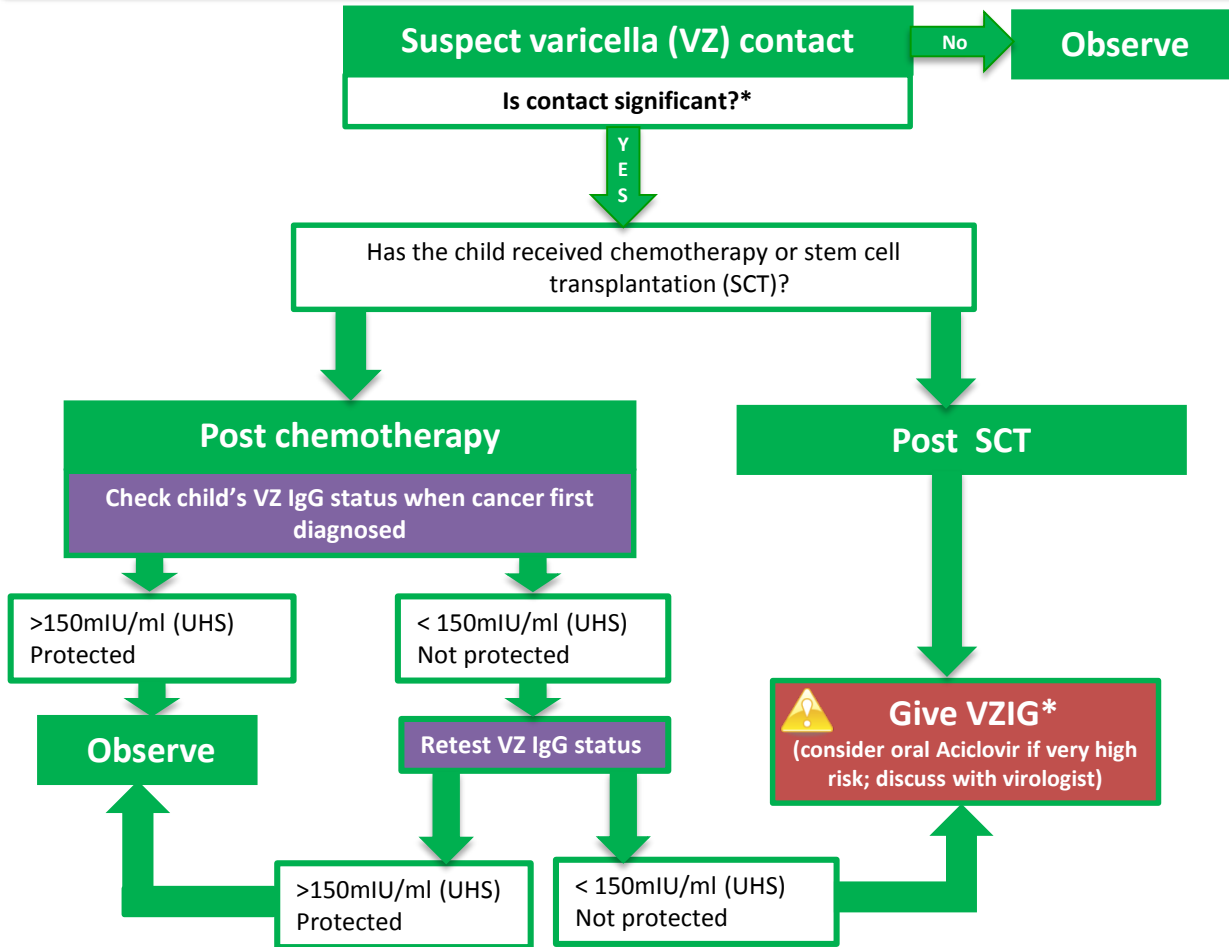 Suspect varicella (VZ) contact
No
Observe
Is contact significant?*
YES
Has the child received chemotherapy or stem cell
transplantation (SCT)?
Post chemotherapy
Check child's VZ IgG status when cancer first
diagnosed
Post SCT
>150mIU/ml (UHS)
Protected
< 150mIU/ml (UHS)
Not protected
Observe
Retest VZ IgG status
Give VZIG*
(consider oral Aciclovir if very high
risk; discuss with virologist)
>150mIU/ml (UHS)
Protected
< 150mIU/ml (UHS)
Not protected